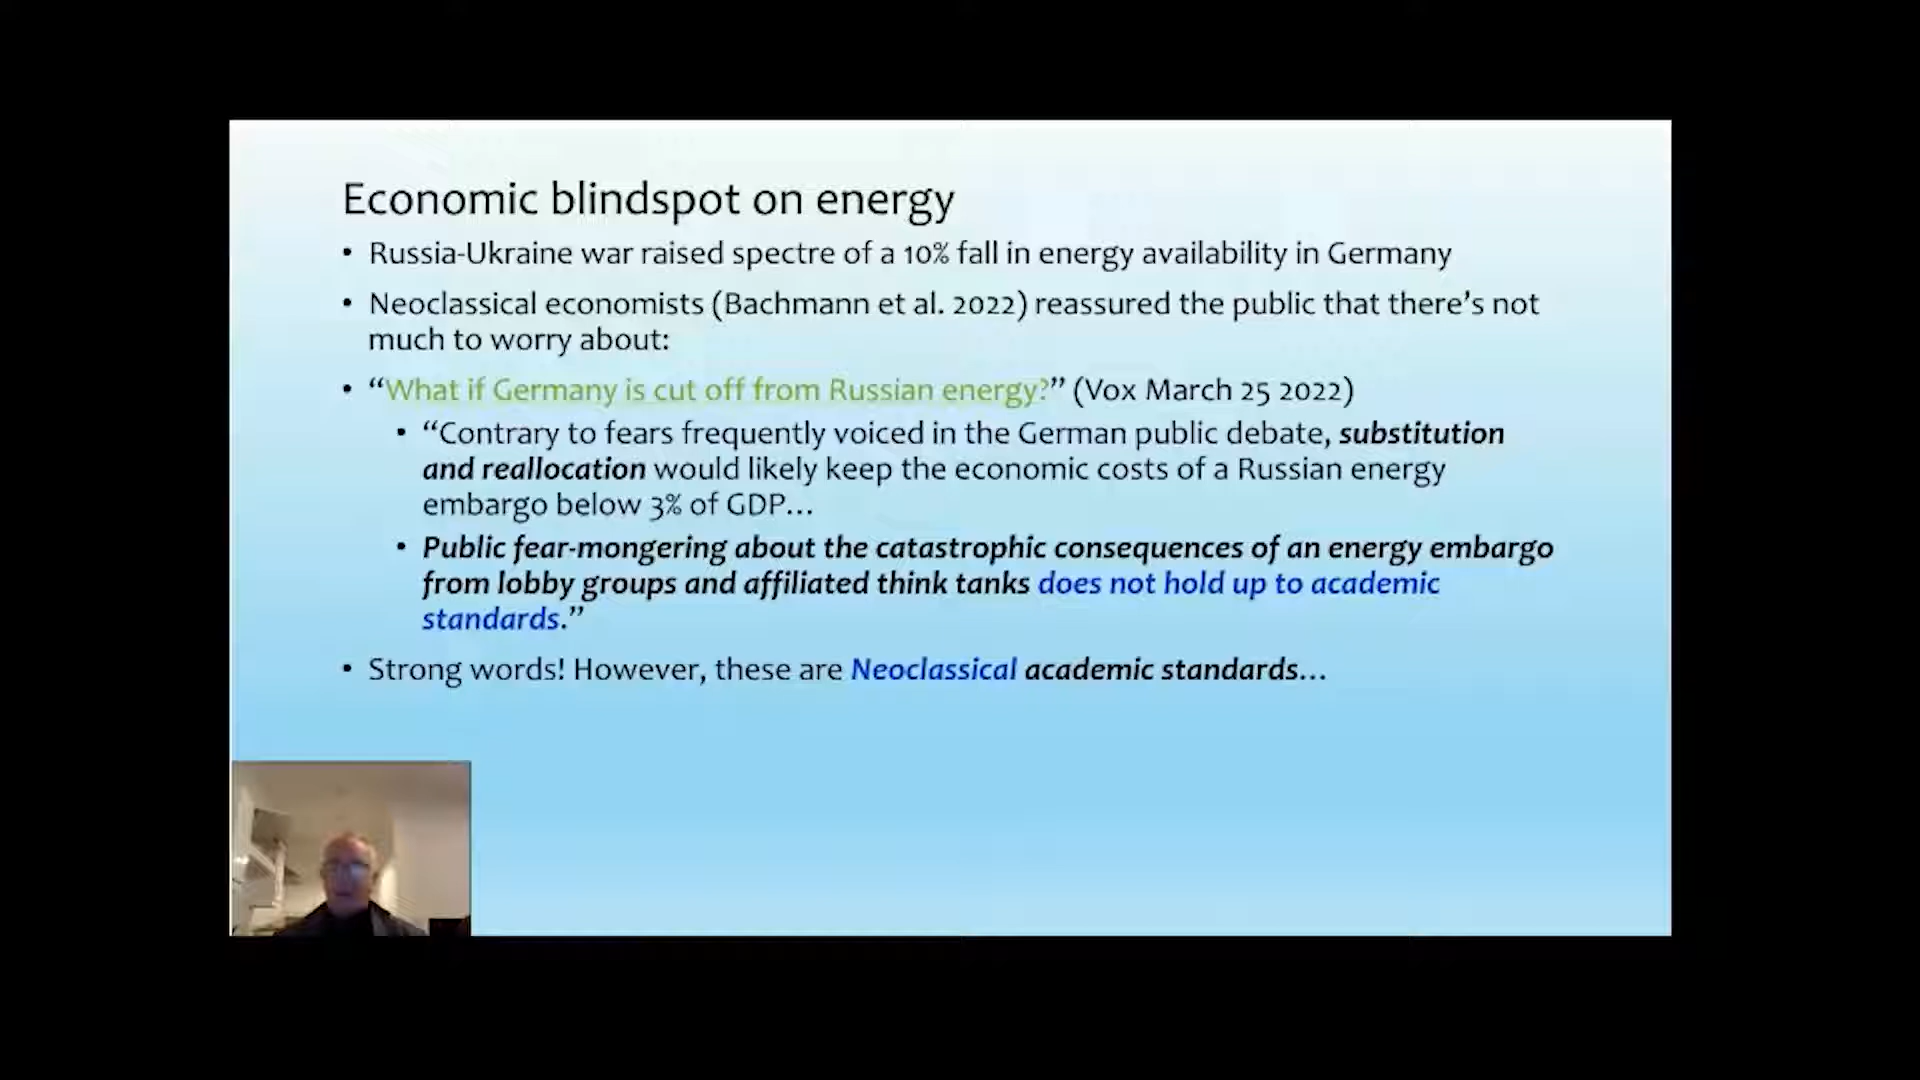 Economic blindspot on energy
• Russia-Ukraine war raised spectre of a 10% fall in energy availability in Germany
• Neoclassical economists (Bachmann et al. 2022) reassured the public that there’s not
much to worry about:
• “What if Germany is cut off from Russian energy?” (Vox March 25 2022)
• “Contrary to fears frequently voiced in the German public debate, substitution
and reallocation would likely keep the economic costs of a Russian energy
embargo below 3% of GDP…
• Public fear-mongering about the catastrophic consequences of an energy embargo
from lobby groups and affiliated think tanks does not hold up to academic
standards.”
• Strong words! However, these are Neoclassical academic standards…